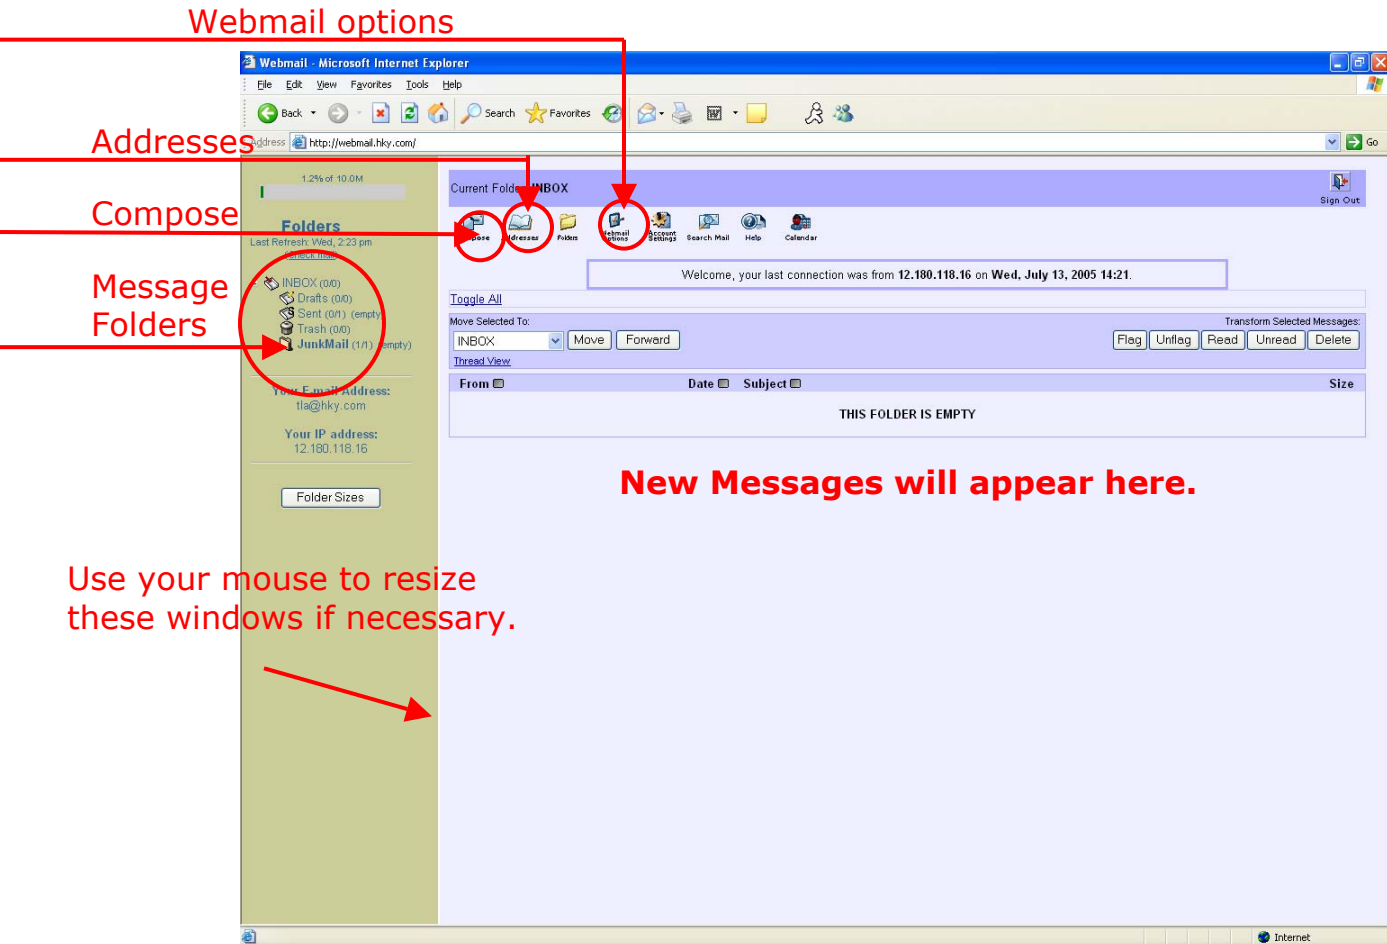 Webmail options
Webmail - Microsoft Internet Explorer
File Edit View Favorites Tools Help
Back Search Favorites
Addresses
Address http://webmail.hky.com/ Go
1.2% of 10.0M
Current Folder INBOX
Sign Out
Compose
Folders
Last Refresh: Wed, 2:23 pm
(Check mail)
Addresses Folders Webmail Options Account Settings Search Mail Help Calendar
Welcome, your last connection was from 12.180.118.16 on Wed, July 13, 2005 14:21.
Message
Folders
INBOX (0/0)
Drafts (0/0)
Sent (0/1) (empty)
Trash (0/0)
JunkMail (1/1) (empty)
Toggle All
Move Selected To: Transform Selected Messages:
INBOX Move Forward Flag Unflag Read Unread Delete
Thread View
From Date Subject Size
THIS FOLDER IS EMPTY
Your E-mail Address:
tla@hky.com
Your IP address:
12.180.118.16
Folder Sizes
New Messages will appear here.
Use your mouse to resize
these windows if necessary.
Internet